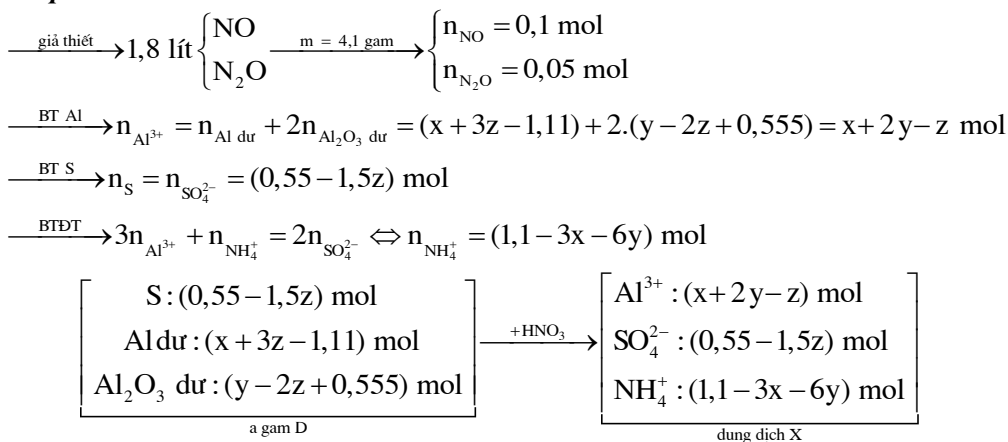 giả thiết → 1,8 lít { NO N₂O m = 4,1 gam → { n_NO = 0,1 mol n_N₂O = 0,05 mol
BT Al → n_Al³⁺ = n_Al dư + 2n_Al₂O₃ dư = (x + 3z − 1,11) + 2.(y − 2z + 0,555) = x + 2y − z mol
BT S → n_S = n_SO₄²⁻ = (0,55 − 1,5z) mol
BTĐT → 3n_Al³⁺ + n_NH₄⁺ = 2n_SO₄²⁻ ⇔ n_NH₄⁺ = (1,1 − 3x − 6y) mol
S : (0,55 − 1,5z) mol
Al dư : (x + 3z − 1,11) mol
Al₂O₃ dư : (y − 2z + 0,555) mol
a gam D
+HNO₃ →
Al³⁺ : (x + 2y − z) mol
SO₄²⁻ : (0,55 − 1,5z) mol
NH₄⁺ : (1,1 − 3x − 6y) mol
dung dich X